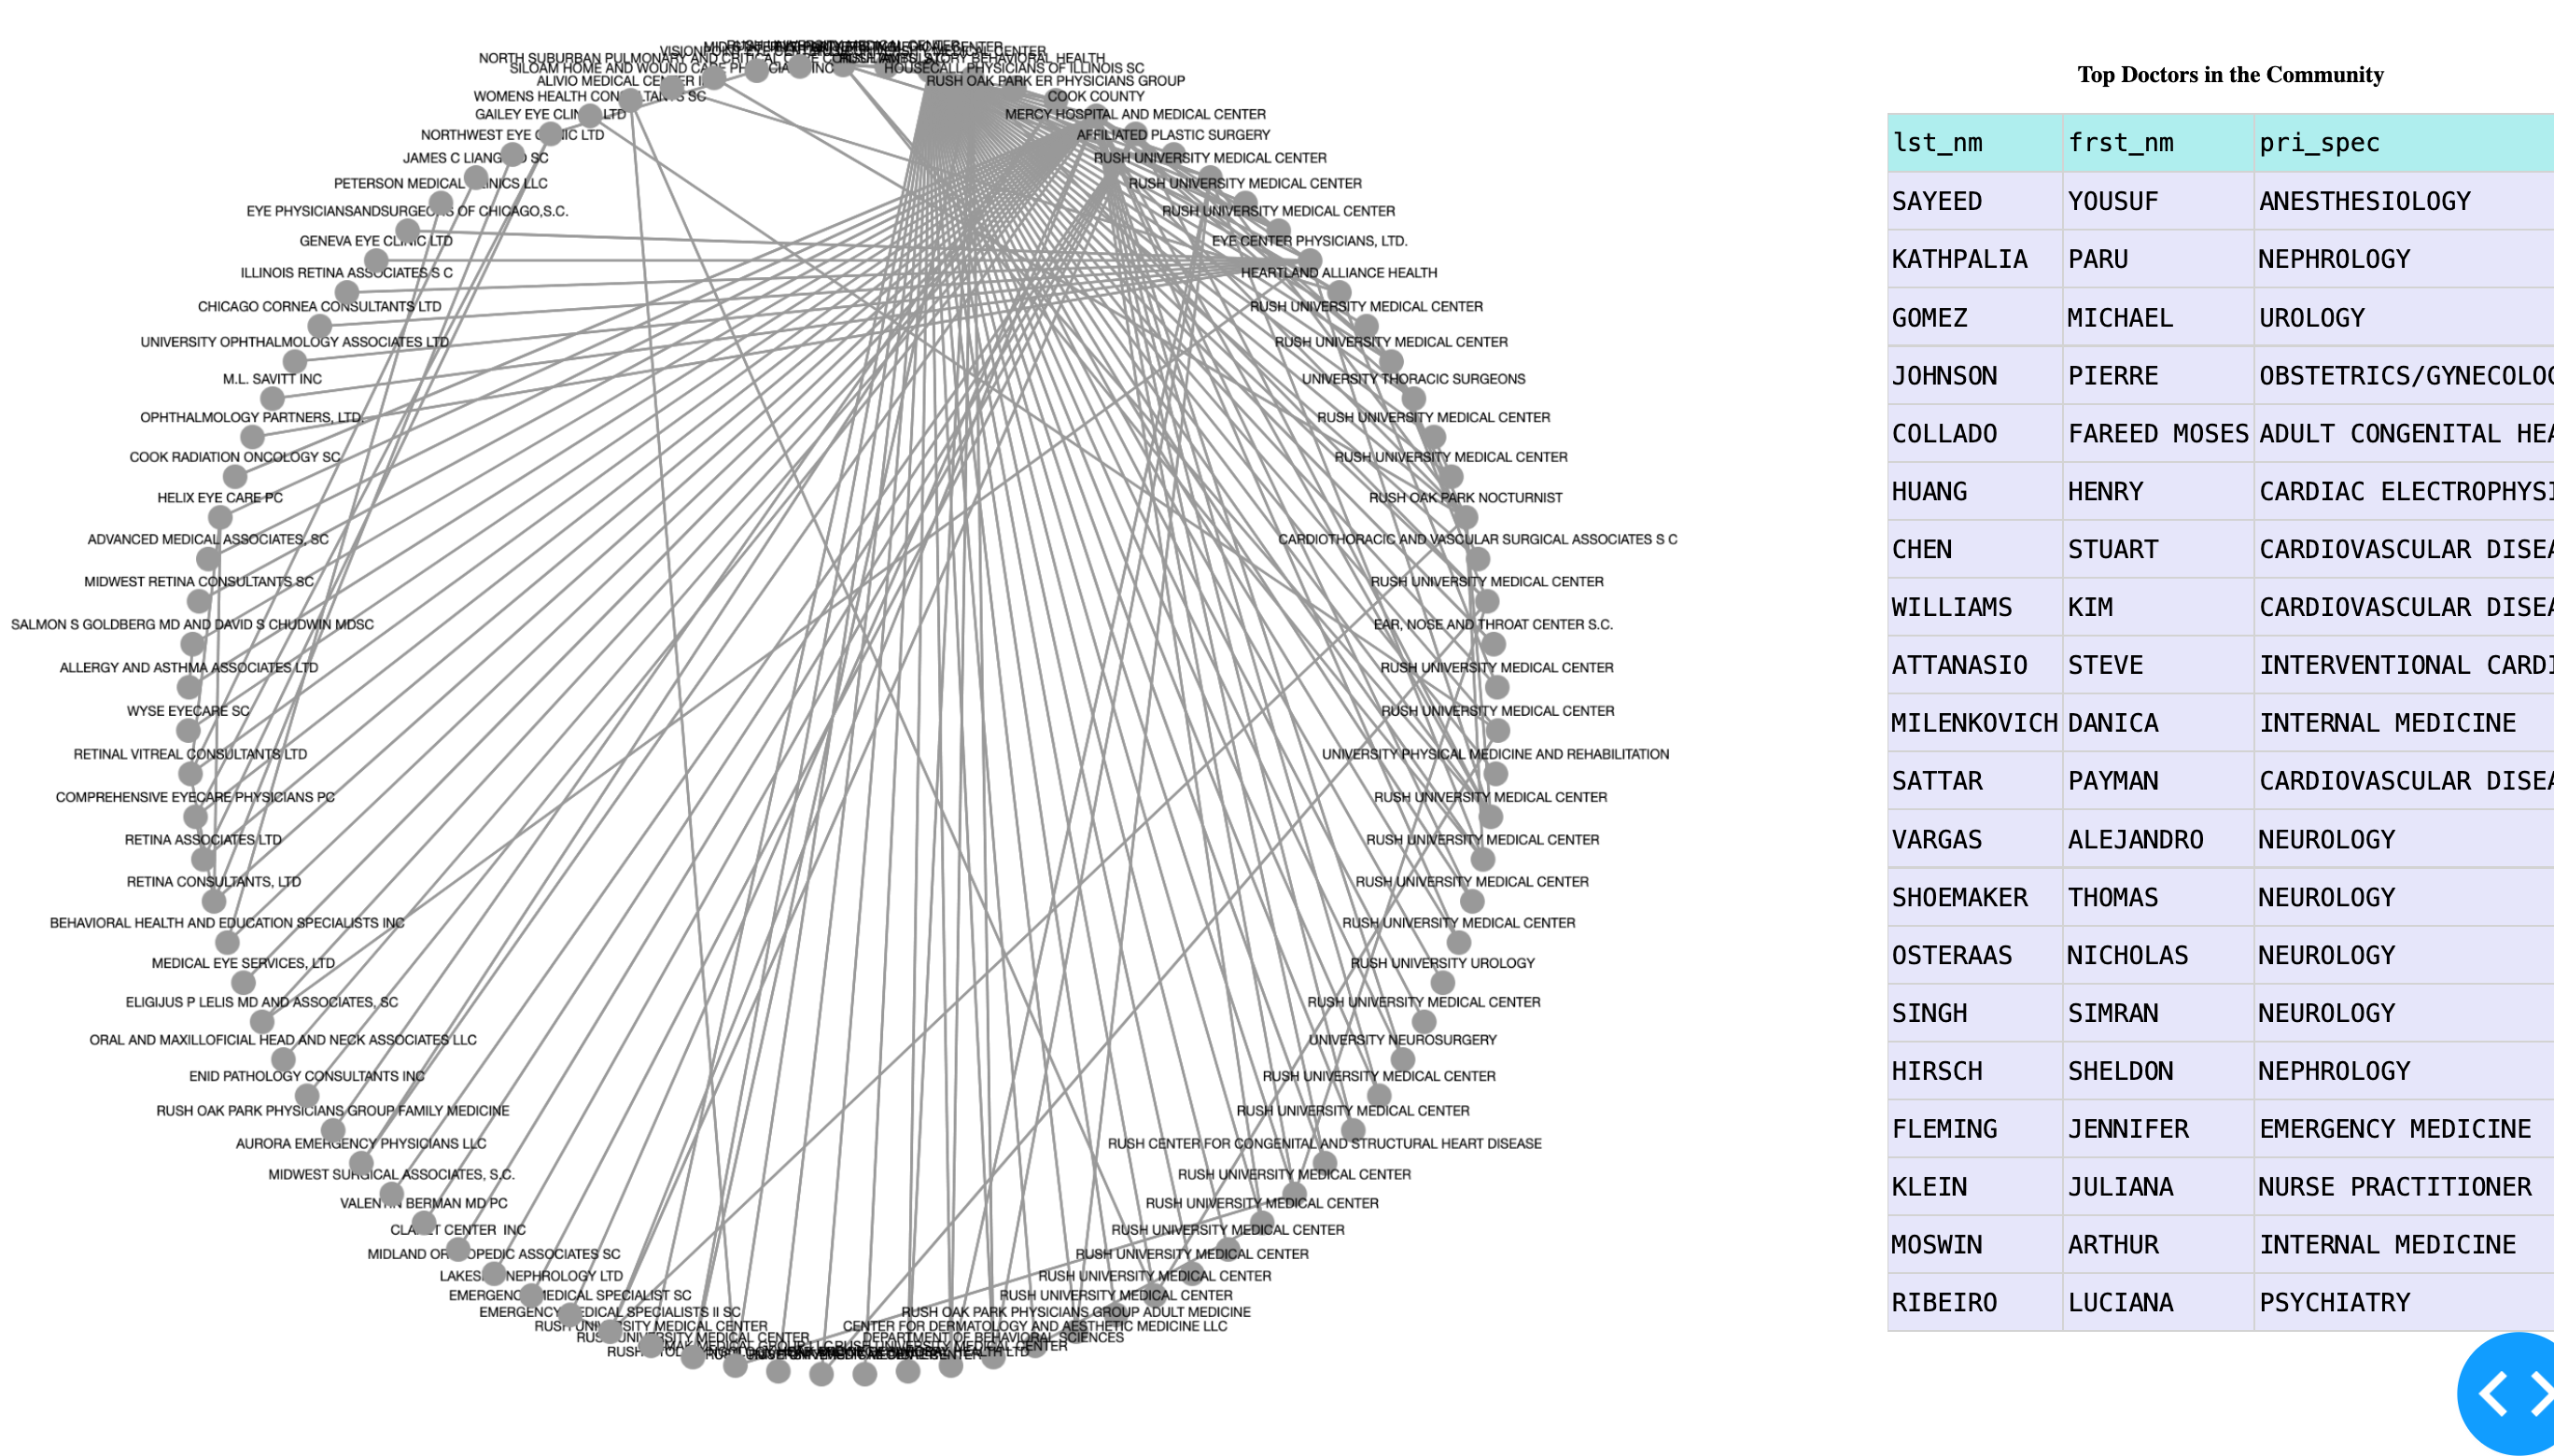 NORTH SUBURBAN PULMONARY AND CRITICAL CARE
SILOAM HOME AND WOUND CARE PHYSICIANS INC
HOUSECALL PHYSICIANS OF ILLINOIS SC
ALIVIO MEDICAL CENTER
RUSH OAK PARK ER PHYSICIANS GROUP
WOMENS HEALTH CONSULTANTS SC
COOK COUNTY
GAILEY EYE CLINIC LTD
MERCY HOSPITAL AND MEDICAL CENTER
NORTHWEST EYE CLINIC LTD
AFFILIATED PLASTIC SURGERY
JAMES C LIANG MD SC
RUSH UNIVERSITY MEDICAL CENTER
PETERSON MEDICAL CLINICS LLC
RUSH UNIVERSITY MEDICAL CENTER
EYE PHYSICIANSANDSURGEONS OF CHICAGO,S.C.
RUSH UNIVERSITY MEDICAL CENTER
GENEVA EYE CLINIC LTD
EYE CENTER PHYSICIANS, LTD.
ILLINOIS RETINA ASSOCIATES S C
HEARTLAND ALLIANCE HEALTH
CHICAGO CORNEA CONSULTANTS LTD
RUSH UNIVERSITY MEDICAL CENTER
UNIVERSITY OPHTHALMOLOGY ASSOCIATES LTD
RUSH UNIVERSITY MEDICAL CENTER
M.L. SAVITT INC
UNIVERSITY THORACIC SURGEONS
OPHTHALMOLOGY PARTNERS, LTD.
RUSH UNIVERSITY MEDICAL CENTER
COOK RADIATION ONCOLOGY SC
RUSH UNIVERSITY MEDICAL CENTER
HELIX EYE CARE PC
RUSH OAK PARK NOCTURNIST
ADVANCED MEDICAL ASSOCIATES, SC
CARDIOTHORACIC AND VASCULAR SURGICAL ASSOCIATES S C
MIDWEST RETINA CONSULTANTS SC
RUSH UNIVERSITY MEDICAL CENTER
SALMON S GOLDBERG MD AND DAVID S CHUDWIN MDSC
EAR, NOSE AND THROAT CENTER S.C.
ALLERGY AND ASTHMA ASSOCIATES LTD
RUSH UNIVERSITY MEDICAL CENTER
WYSE EYECARE SC
RUSH UNIVERSITY MEDICAL CENTER
RETINAL VITREAL CONSULTANTS LTD
UNIVERSITY PHYSICAL MEDICINE AND REHABILITATION
COMPREHENSIVE EYECARE PHYSICIANS PC
RUSH UNIVERSITY MEDICAL CENTER
RETINA ASSOCIATES LTD
RUSH UNIVERSITY MEDICAL CENTER
RETINA CONSULTANTS, LTD
RUSH UNIVERSITY MEDICAL CENTER
BEHAVIORAL HEALTH AND EDUCATION SPECIALISTS INC
RUSH UNIVERSITY MEDICAL CENTER
MEDICAL EYE SERVICES, LTD
RUSH UNIVERSITY UROLOGY
ELIGIJUS P LELIS MD AND ASSOCIATES, SC
RUSH UNIVERSITY MEDICAL CENTER
ORAL AND MAXILLOFICIAL HEAD AND NECK ASSOCIATES LLC
UNIVERSITY NEUROSURGERY
ENID PATHOLOGY CONSULTANTS INC
RUSH UNIVERSITY MEDICAL CENTER
RUSH OAK PARK PHYSICIANS GROUP FAMILY MEDICINE
RUSH UNIVERSITY MEDICAL CENTER
AURORA EMERGENCY PHYSICIANS LLC
RUSH CENTER FOR CONGENITAL AND STRUCTURAL HEART DISEASE
MIDWEST SURGICAL ASSOCIATES, S.C.
RUSH UNIVERSITY MEDICAL CENTER
VALENTIN BERMAN MD PC
RUSH UNIVERSITY MEDICAL CENTER
CENTER INC
RUSH UNIVERSITY MEDICAL CENTER
MIDLAND ORTHOPEDIC ASSOCIATES SC
RUSH UNIVERSITY MEDICAL CENTER
NEPHROLOGY LTD
RUSH UNIVERSITY MEDICAL CENTER
EMERGENCY MEDICAL SPECIALIST SC
RUSH UNIVERSITY MEDICAL CENTER
EMERGENCY MEDICAL SPECIALISTS II SC
RUSH OAK PARK PHYSICIANS GROUP ADULT MEDICINE
RUSH UNIVERSITY MEDICAL CENTER
CENTER FOR DERMATOLOGY AND AESTHETIC MEDICINE LLC
RUSH UNIVERSITY MEDICAL CENTER
DEPARTMENT OF BEHAVIORAL SCIENCES
Top Doctors in the Community
lst_nm frst_nm pri_spec
SAYEED YOUSUF ANESTHESIOLOGY
KATHPALIA PARU NEPHROLOGY
GOMEZ MICHAEL UROLOGY
JOHNSON PIERRE OBSTETRICS/GYNECOLOG
COLLADO FAREED MOSES ADULT CONGENITAL HEA
HUANG HENRY CARDIAC ELECTROPHYSI
CHEN STUART CARDIOVASCULAR DISEA
WILLIAMS KIM CARDIOVASCULAR DISEA
ATTANASIO STEVE INTERVENTIONAL CARDI
MILENKOVICH DANICA INTERNAL MEDICINE
SATTAR PAYMAN CARDIOVASCULAR DISEA
VARGAS ALEJANDRO NEUROLOGY
SHOEMAKER THOMAS NEUROLOGY
OSTERAAS NICHOLAS NEUROLOGY
SINGH SIMRAN NEUROLOGY
HIRSCH SHELDON NEPHROLOGY
FLEMING JENNIFER EMERGENCY MEDICINE
KLEIN JULIANA NURSE PRACTITIONER
MOSWIN ARTHUR INTERNAL MEDICINE
RIBEIRO LUCIANA PSYCHIATRY